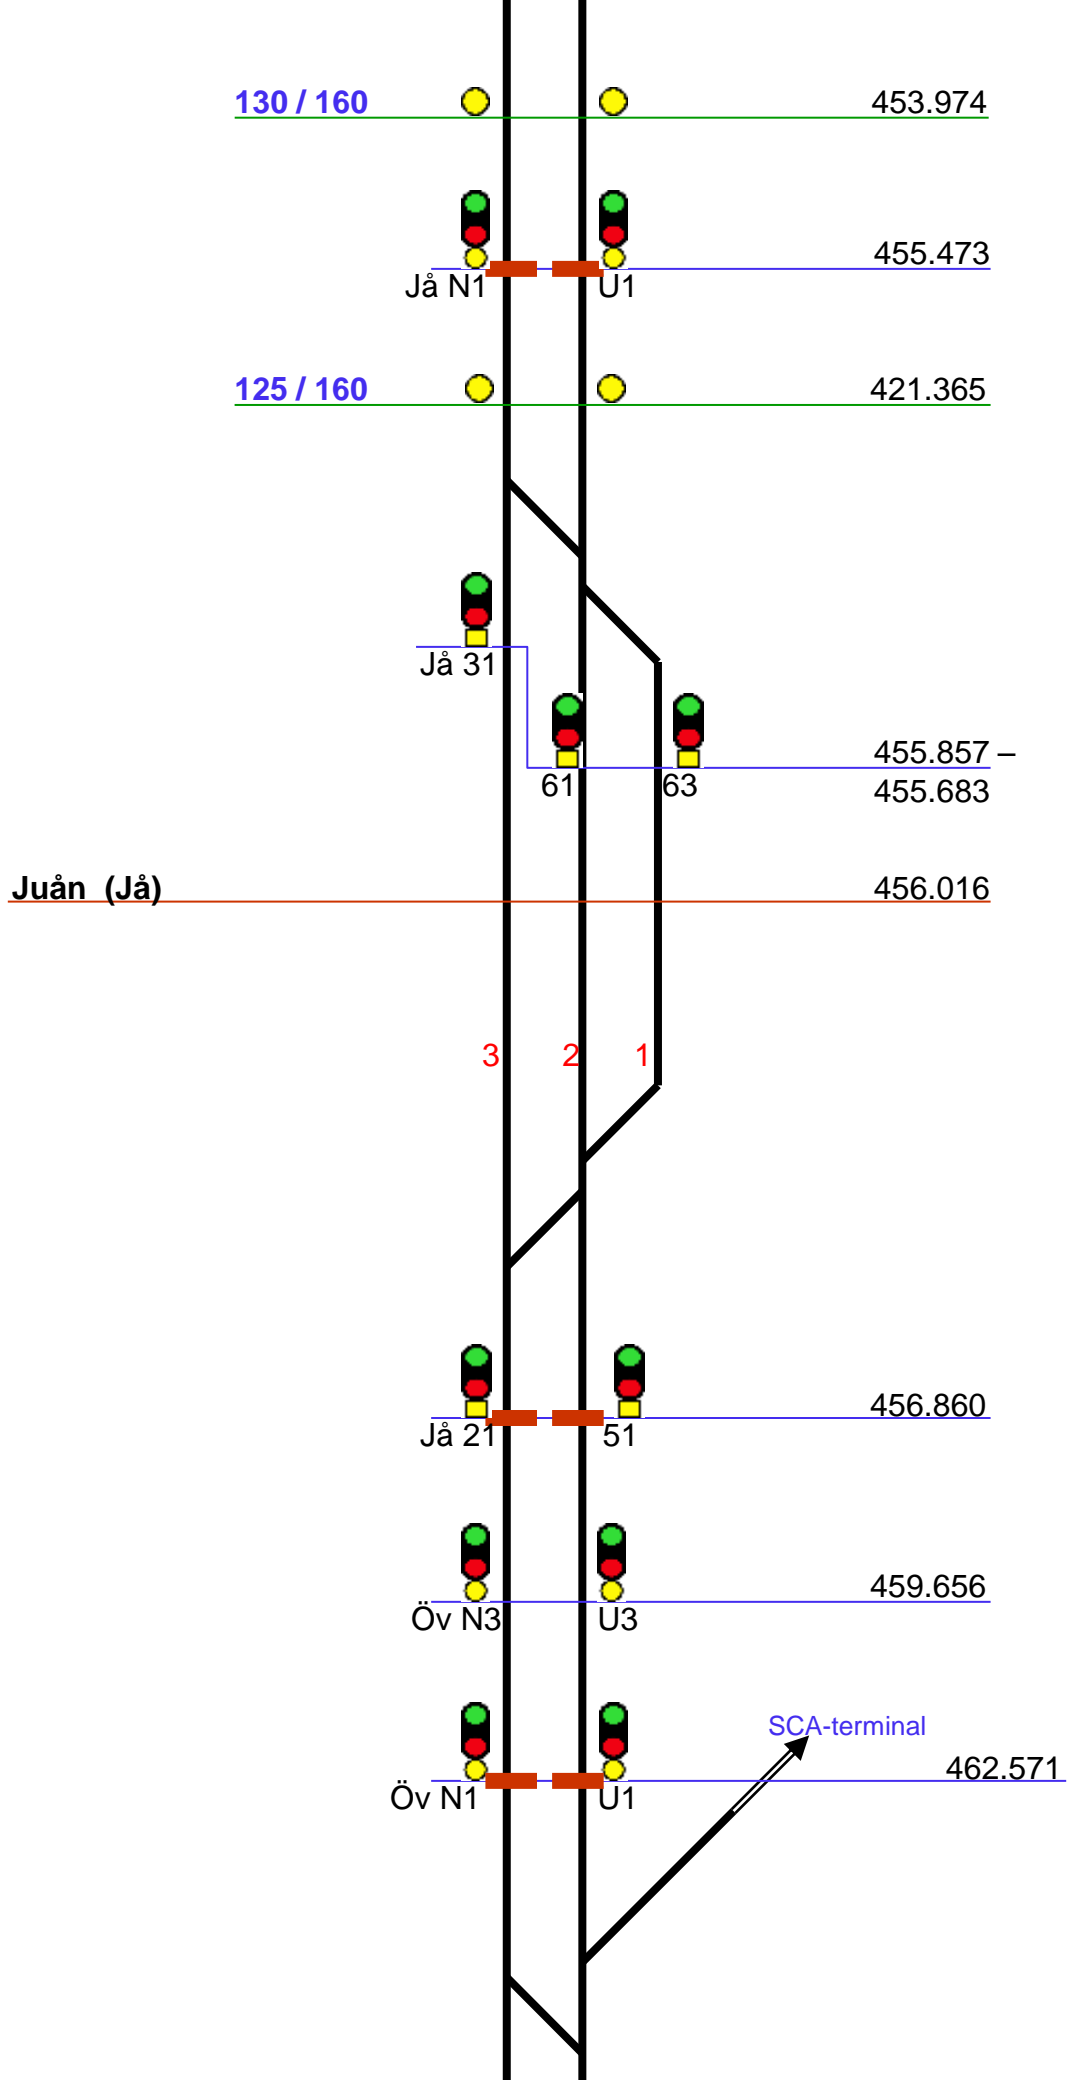 130 / 160 453.974
455.473
Jå N1 U1
125 / 160 421.365
Jå 31
455.857 –
61 63 455.683
Juån (Jå) 456.016
3 2 1
456.860
Jå 21 51
459.656
Öv N3 U3
SCA-terminal
462.571
Öv N1 U1